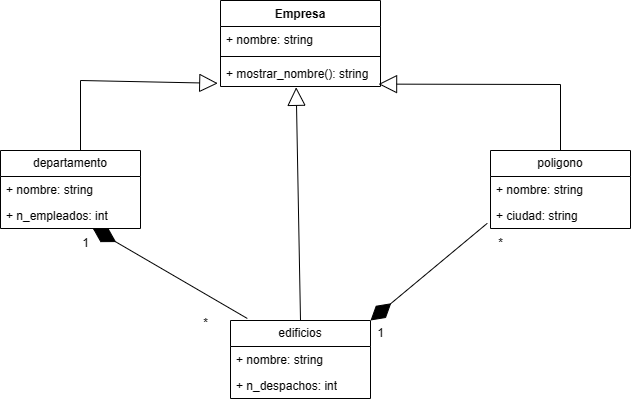 Empresa
+ nombre: string
+ mostrar_nombre(): string
departamento
+ nombre: string
+ n_empleados: int
poligono
+ nombre: string
+ ciudad: string
1
*
*
1
edificios
+ nombre: string
+ n_despachos: int